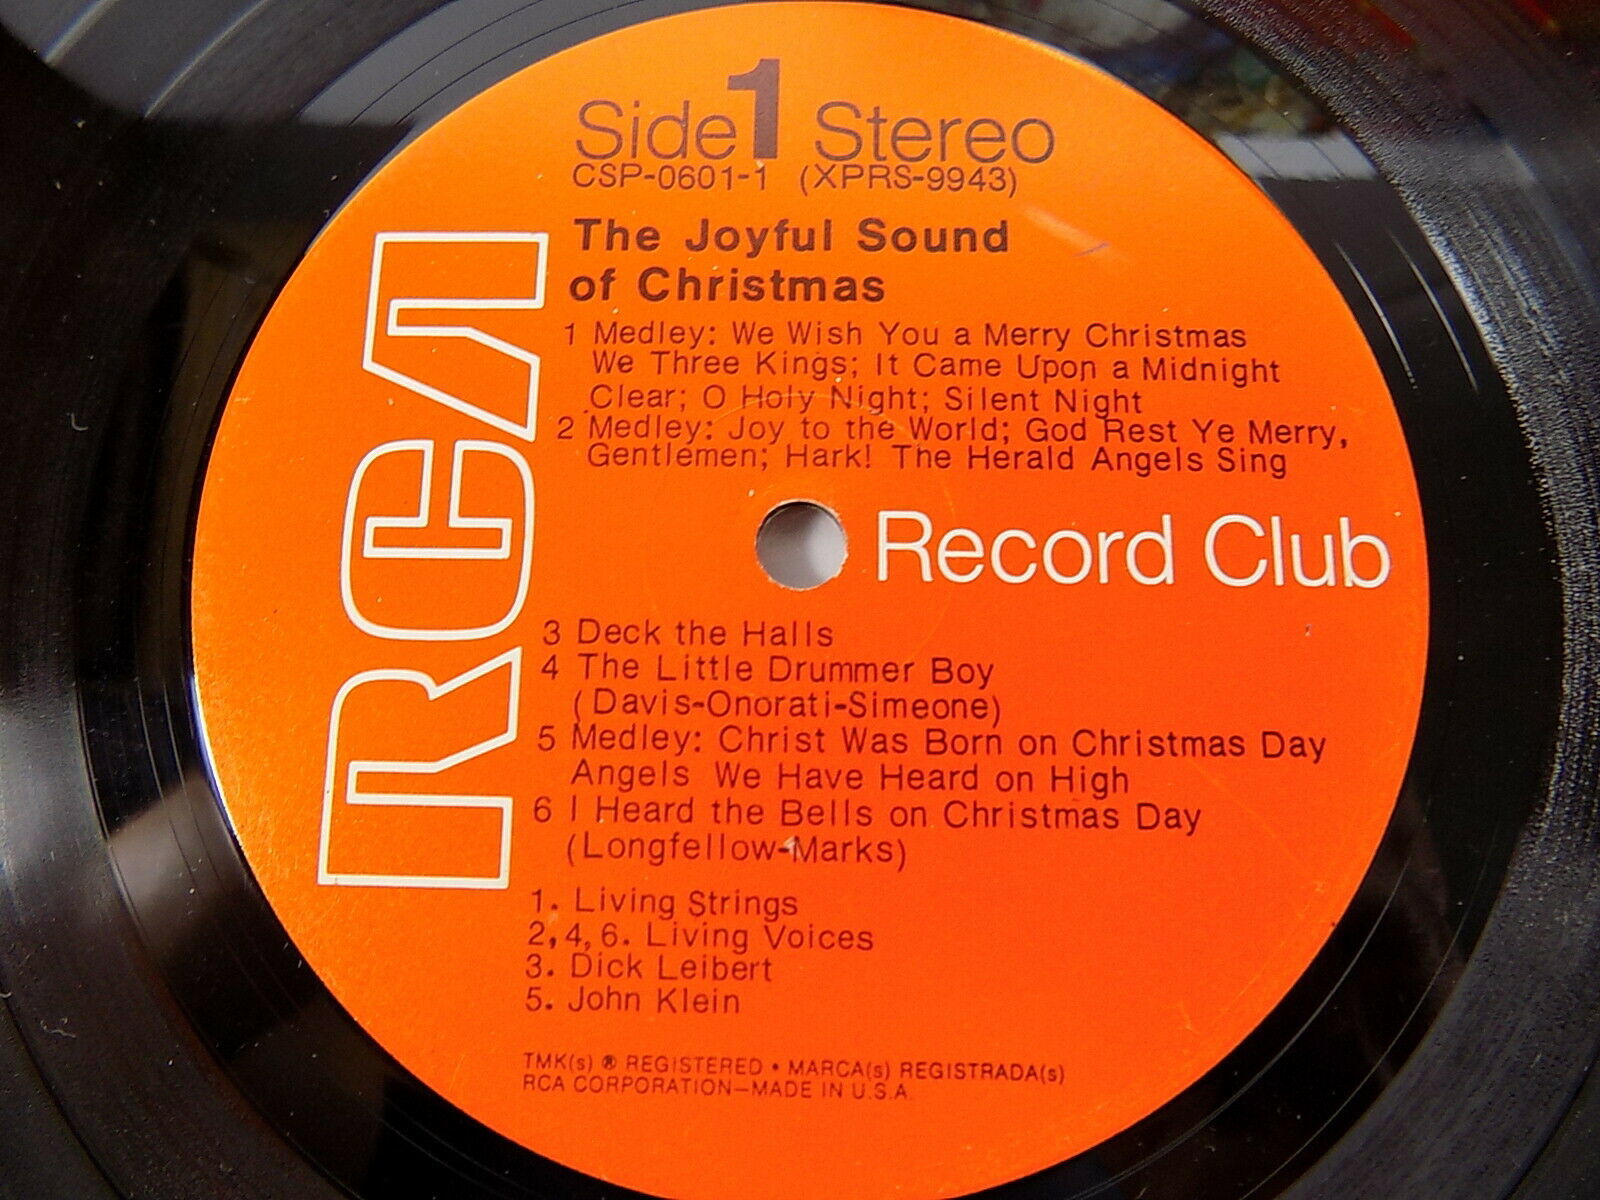 Side 1 Stereo
CSP-0601-1 (XPRS-9943)
The Joyful Sound
of Christmas
1 Medley: We Wish You a Merry Christmas
We Three Kings; It Came Upon a Midnight
Clear; O Holy Night; Silent Night
2 Medley: Joy to the World; God Rest Ye Merry,
Gentlemen; Hark! The Herald Angels Sing
RCA
Record Club
3 Deck the Halls
4 The Little Drummer Boy
(Davis-Onorati-Simeone)
5 Medley: Christ Was Born on Christmas Day
Angels We Have Heard on High
6 I Heard the Bells on Christmas Day
(Longfellow-Marks)
1. Living Strings
2,4,6. Living Voices
3. Dick Leibert
5. John Klein
TMK(s) ® REGISTERED • MARCA(s) REGISTRADA(s)
RCA CORPORATION—MADE IN U.S.A.